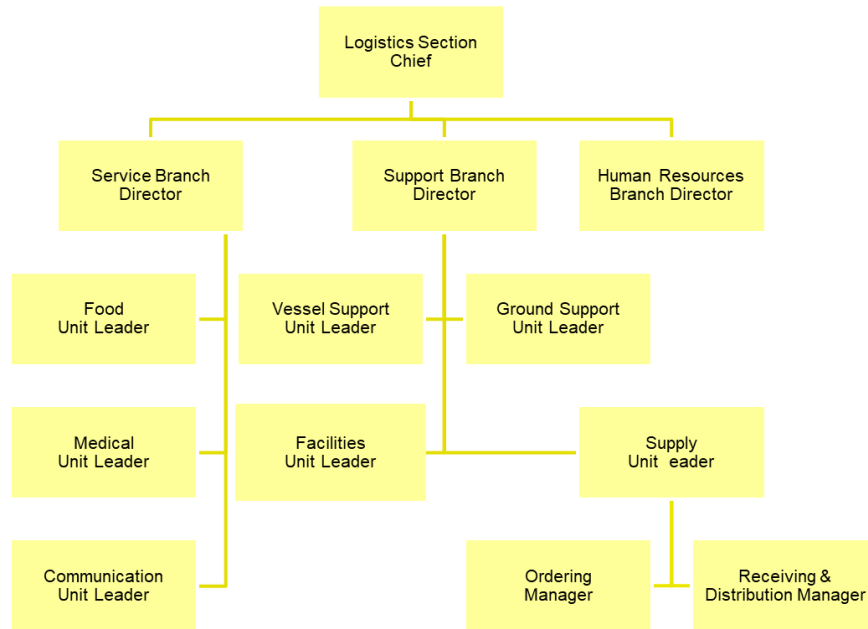 Logistics Section
Chief
Service Branch
Director
Support Branch
Director
Human Resources
Branch Director
Food
Unit Leader
Vessel Support
Unit Leader
Ground Support
Unit Leader
Medical
Unit Leader
Facilities
Unit Leader
Supply
Unit eader
Communication
Unit Leader
Ordering
Manager
Receiving &
Distribution Manager